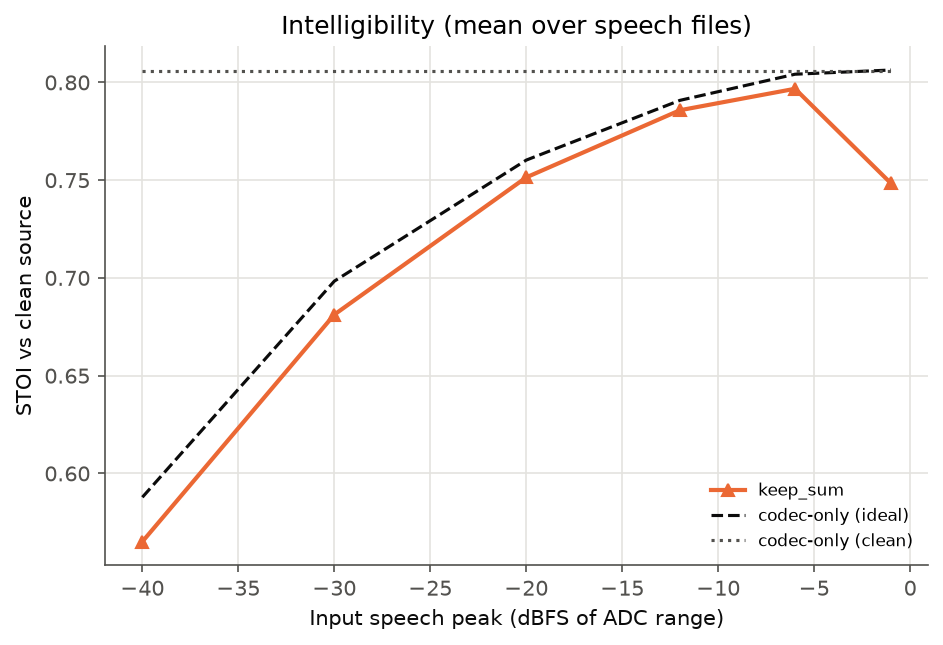 Intelligibility (mean over speech files)
STOI vs clean source
0.80
0.75
0.70
0.65
0.60
keep_sum
codec-only (ideal)
codec-only (clean)
−40 −35 −30 −25 −20 −15 −10 −5 0
Input speech peak (dBFS of ADC range)